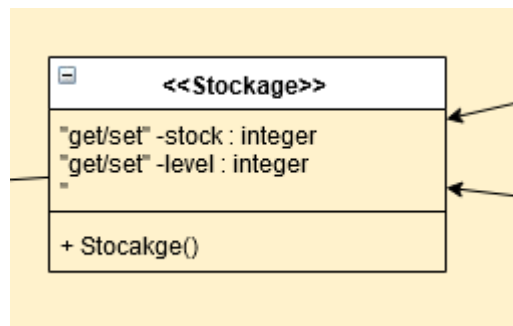 <<Stockage>>
"get/set" -stock : integer
"get/set" -level : integer
"
+ Stocakge()